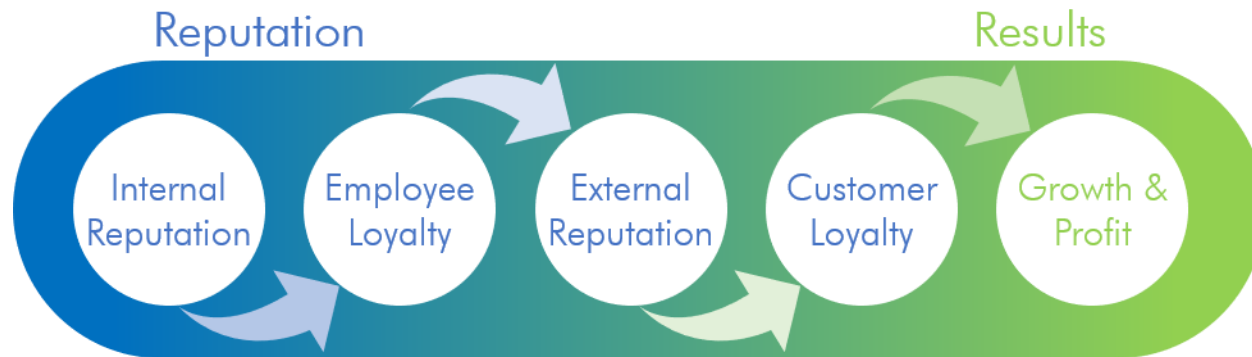 Reputation
Results
Internal
Reputation
Employee
Loyalty
External
Reputation
Customer
Loyalty
Growth &
Profit